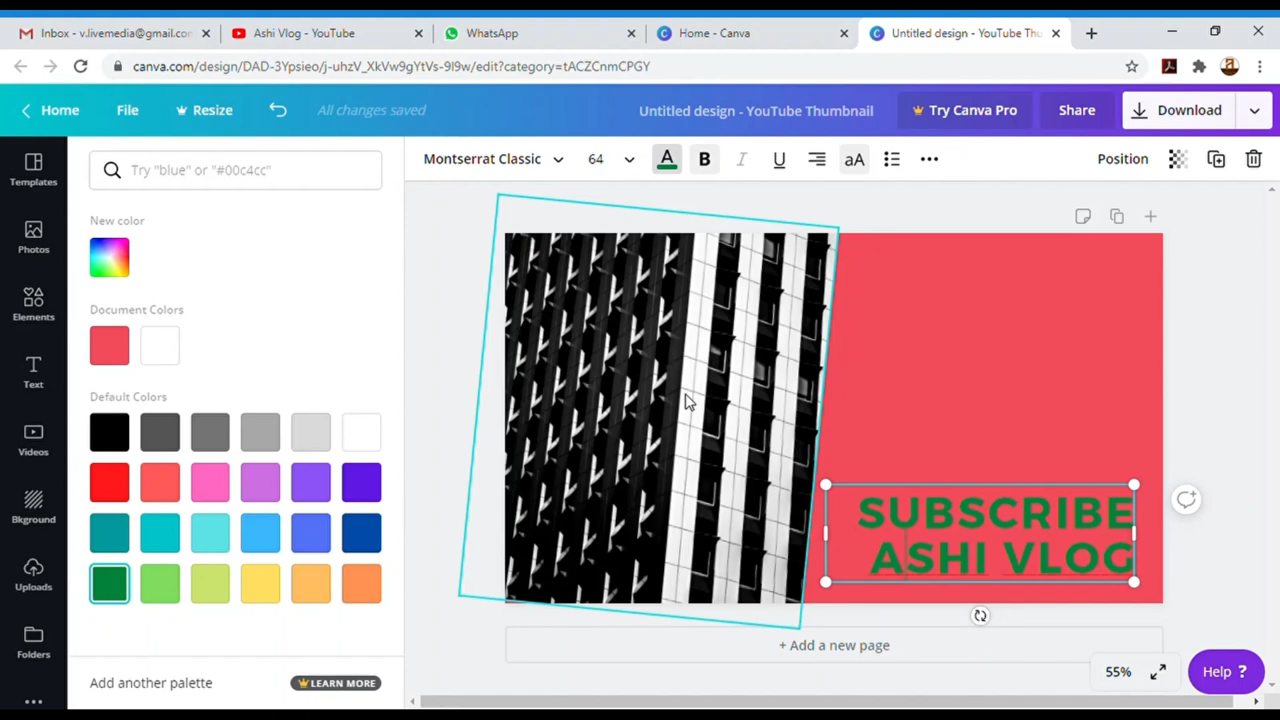 Inbox - v.livemedia@gmail.con
Ashi Vlog - YouTube
WhatsApp
Home - Canva
Untitled design - YouTube Thu
canva.com/design/DAD-3Ypsieo/j-uhzV_XkVw9gYtVs-9I9w/edit?category=tACZCnmCPGY
Home
File
Resize
All changes saved
Untitled design - YouTube Thumbnail
Try Canva Pro
Share
Download
Templates
Photos
Elements
Text
Videos
Bkground
Uploads
Folders
Try "blue" or "#00c4cc"
New color
Document Colors
Default Colors
Add another palette
LEARN MORE
Montserrat Classic
64
A
B
I
U
aA
Position
SUBSCRIBE
ASHI VLOG
+ Add a new page
55%
Help ?